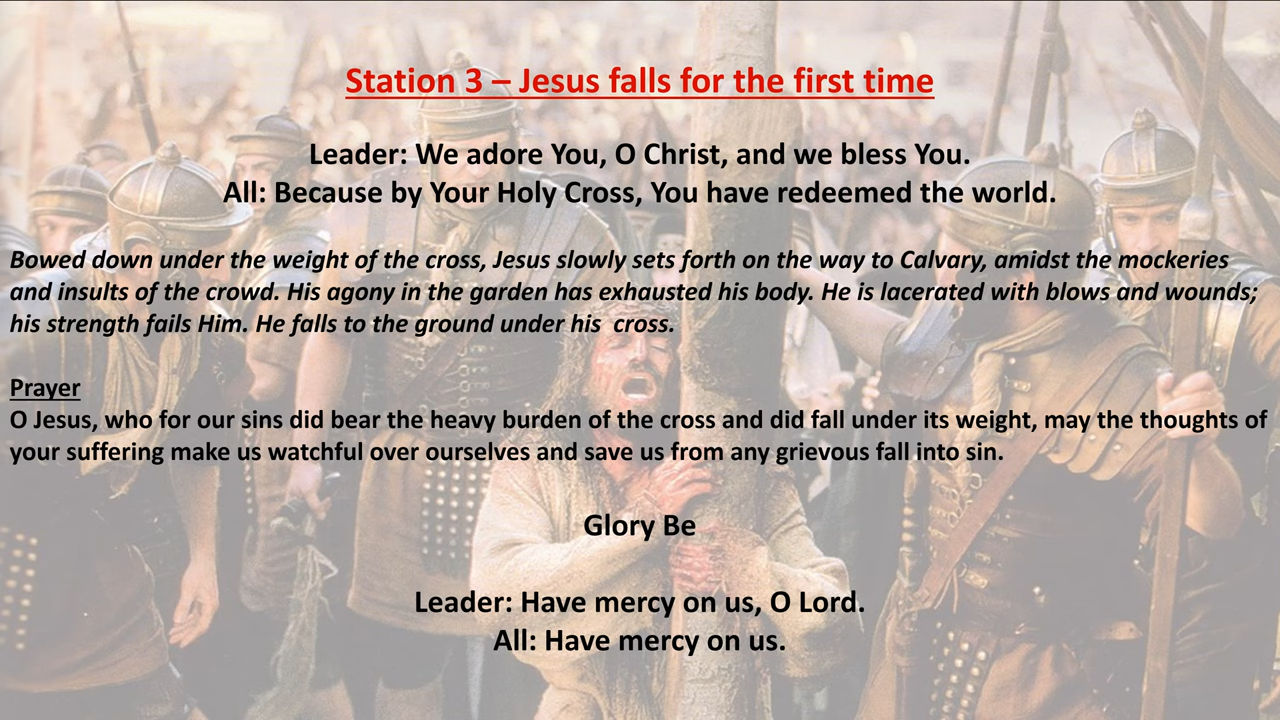 Station 3 – Jesus falls for the first time
Leader: We adore You, O Christ, and we bless You.
All: Because by Your Holy Cross, You have redeemed the world.
Bowed down under the weight of the cross, Jesus slowly sets forth on the way to Calvary, amidst the mockeries
and insults of the crowd. His agony in the garden has exhausted his body. He is lacerated with blows and wounds;
his strength fails Him. He falls to the ground under his  cross.
Prayer
O Jesus, who for our sins did bear the heavy burden of the cross and did fall under its weight, may the thoughts of
your suffering make us watchful over ourselves and save us from any grievous fall into sin.
Glory Be
Leader: Have mercy on us, O Lord.
All: Have mercy on us.